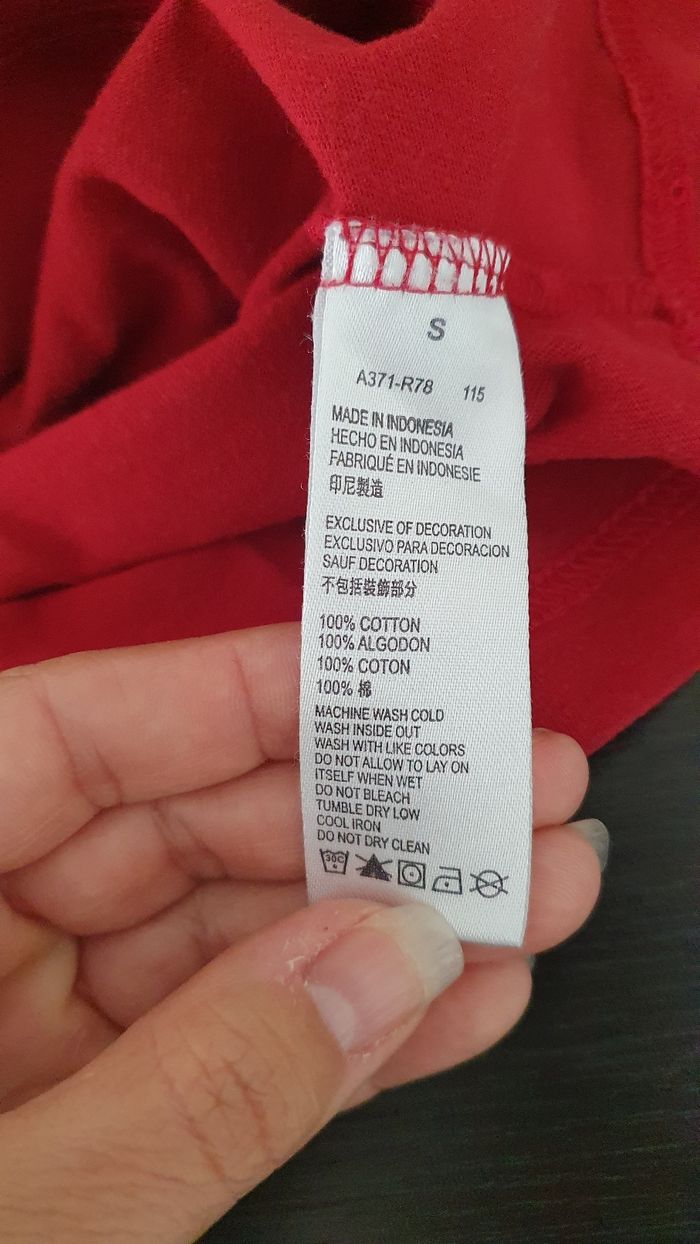 S
A371-R78 115
MADE IN INDONESIA
HECHO EN INDONESIA
FABRIQUÉ EN INDONESIE
印尼製造
EXCLUSIVE OF DECORATION
EXCLUSIVO PARA DECORACION
SAUF DECORATION
不包括裝飾部分
100% COTTON
100% ALGODON
100% COTON
100% 棉
MACHINE WASH COLD
WASH INSIDE OUT
WASH WITH LIKE COLORS
DO NOT ALLOW TO LAY ON
ITSELF WHEN WET
DO NOT BLEACH
TUMBLE DRY LOW
COOL IRON
DO NOT DRY CLEAN
30C